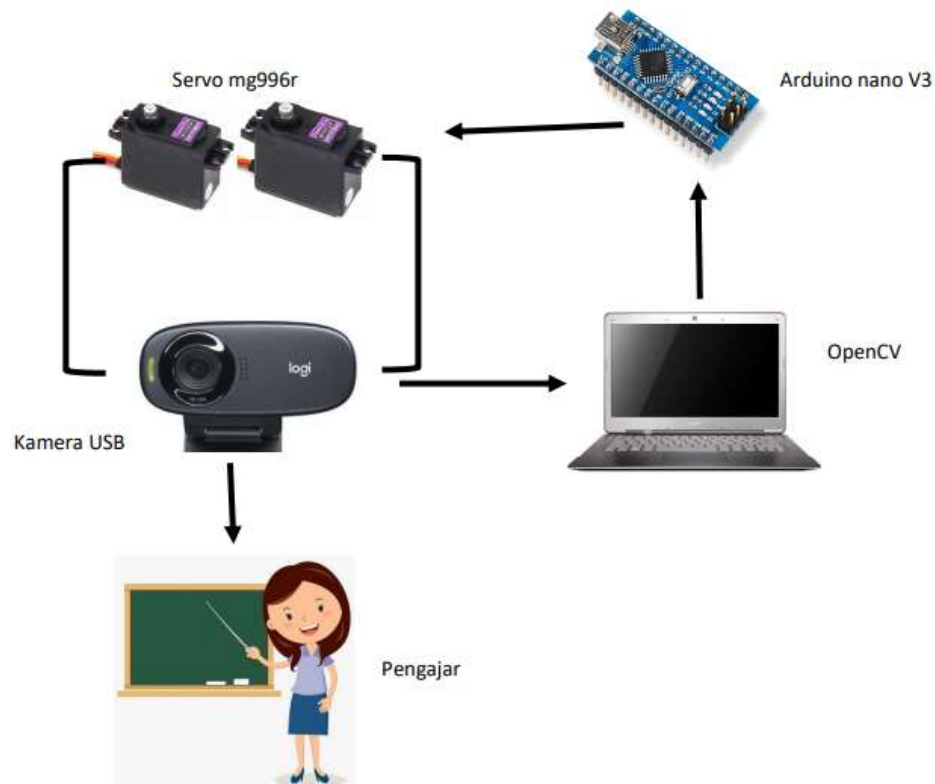 Servo mg996r
Arduino nano V3
OpenCV
logi
Kamera USB
Pengajar